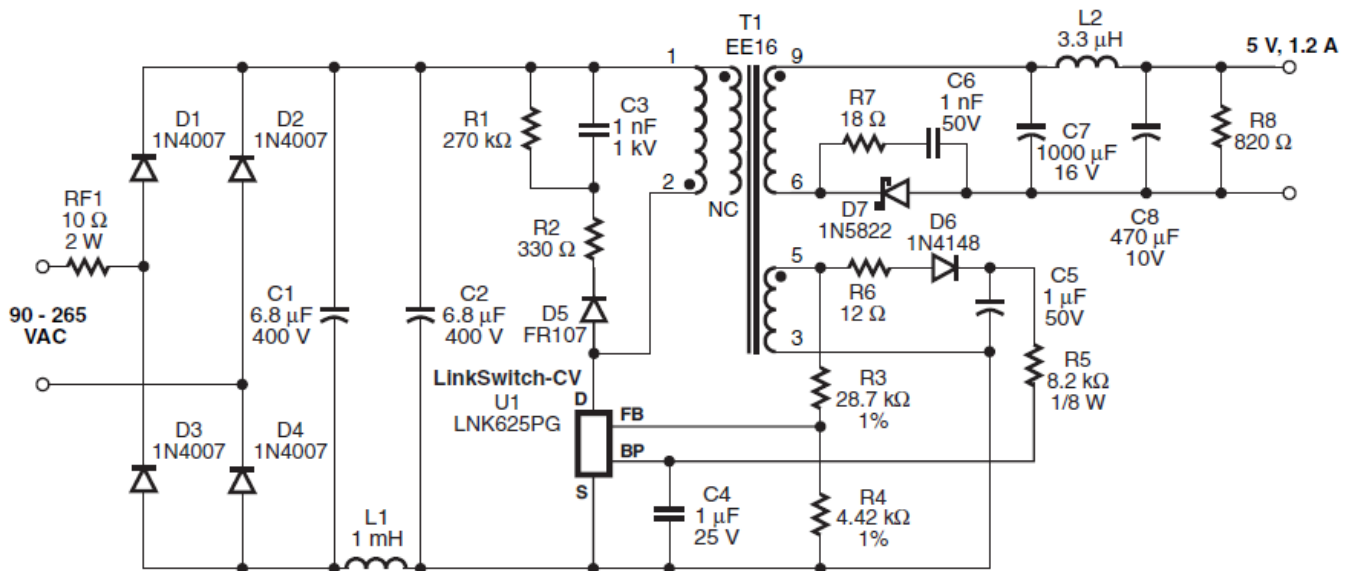 T1
EE16
L2
3.3 μH
5 V, 1.2 A
1
9
D1
1N4007
D2
1N4007
R1
270 kΩ
C3
1 nF
1 kV
R7
18 Ω
C6
1 nF
50V
C7
1000 μF
16 V
R8
820 Ω
2
NC
6
RF1
10 Ω
2 W
R2
330 Ω
D7
1N5822
D6
1N4148
C8
470 μF
10V
90 - 265
VAC
C1
6.8 μF
400 V
C2
6.8 μF
400 V
D5
FR107
5
R6
12 Ω
C5
1 μF
50V
3
R5
8.2 kΩ
1/8 W
LinkSwitch-CV
U1
LNK625PG
D
FB
BP
S
R3
28.7 kΩ
1%
D3
1N4007
D4
1N4007
L1
1 mH
C4
1 μF
25 V
R4
4.42 kΩ
1%